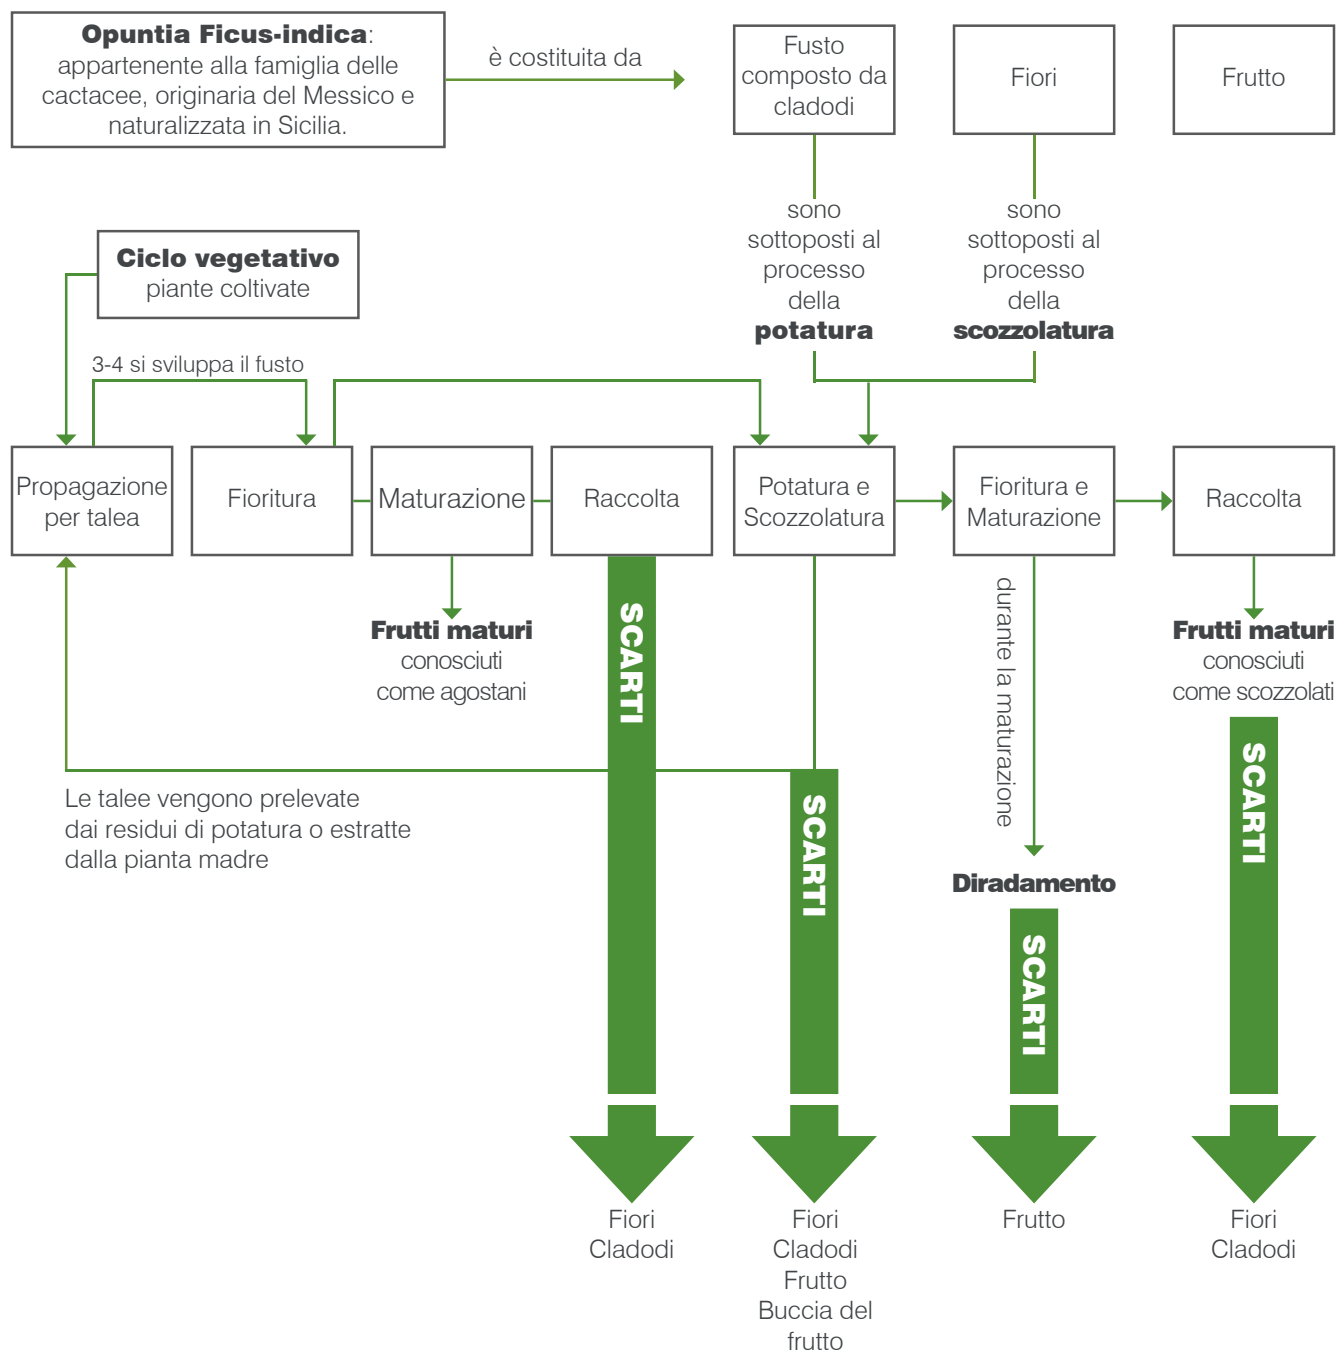 Opuntia Ficus-indica:
appartenente alla famiglia delle
cactacee, originaria del Messico e
naturalizzata in Sicilia.
è costituita da
Fusto
composto da
cladodi
Fiori
Frutto
sono
sottoposti al
processo
della
potatura
sono
sottoposti al
processo
della
scozzolatura
Ciclo vegetativo
piante coltivate
3-4 si sviluppa il fusto
Propagazione
per talea
Fioritura
Maturazione
Raccolta
Potatura e
Scozzolatura
Fioritura e
Maturazione
Raccolta
Frutti maturi
conosciuti
come agostani
SCARTI
durante la maturazione
Frutti maturi
conosciuti
come scozzolati
Le talee vengono prelevate
dai residui di potatura o estratte
dalla pianta madre
SCARTI
Diradamento
SCARTI
SCARTI
Fiori
Cladodi
Fiori
Cladodi
Frutto
Buccia del
frutto
Frutto
Fiori
Cladodi